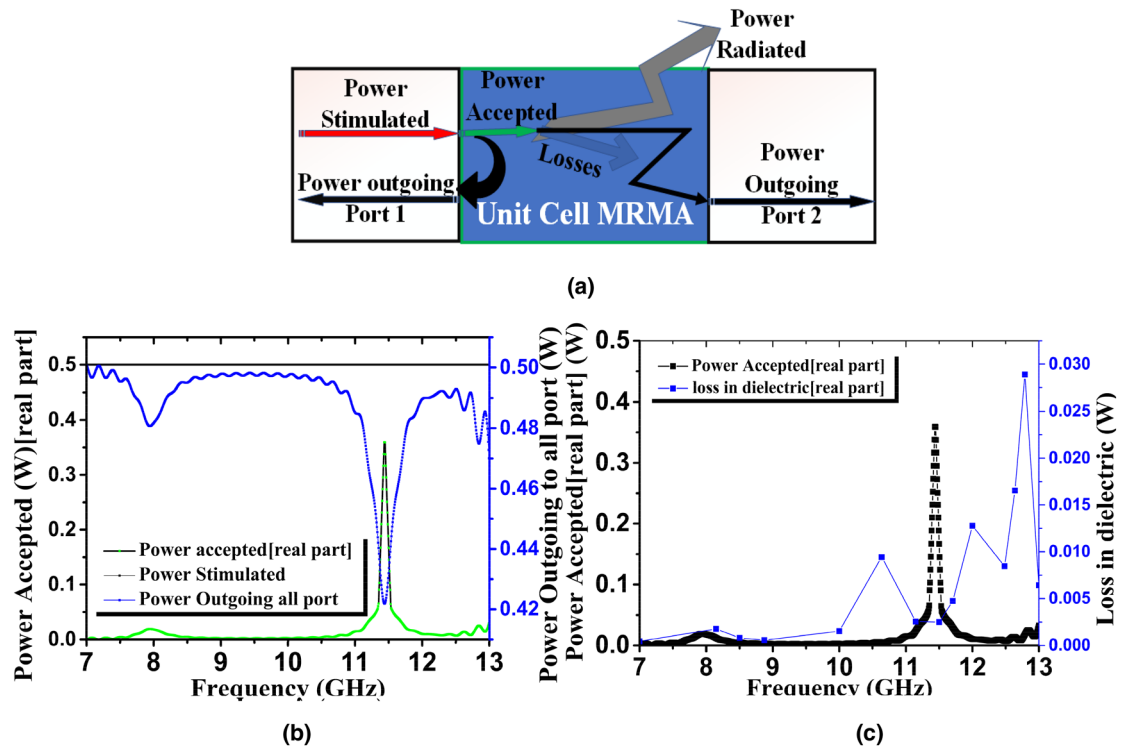 Power
Radiated
Power
Stimulated
Power
Accepted
Losses
Power outgoing
Port 1
Unit Cell MRMA
Power
Outgoing
Port 2
(a)
Power Accepted (W)[real part]
0.5
0.4
0.3
0.2
0.1
0.0
Power accepted[real part]
Power Stimulated
Power Outgoing all port
0.50
0.48
0.46
0.44
0.42
Power Outgoing to all port (W)
7 8 9 10 11 12 13
Frequency (GHz)
(b)
Power Accepted[real part] (W)
0.5
0.4
0.3
0.2
0.1
0.0
Power Accepted[real part]
loss in dielectric[real part]
0.030
0.025
0.020
0.015
0.010
0.005
0.000
Loss in dielectric (W)
7 8 9 10 11 12 13
Frequency (GHz)
(c)